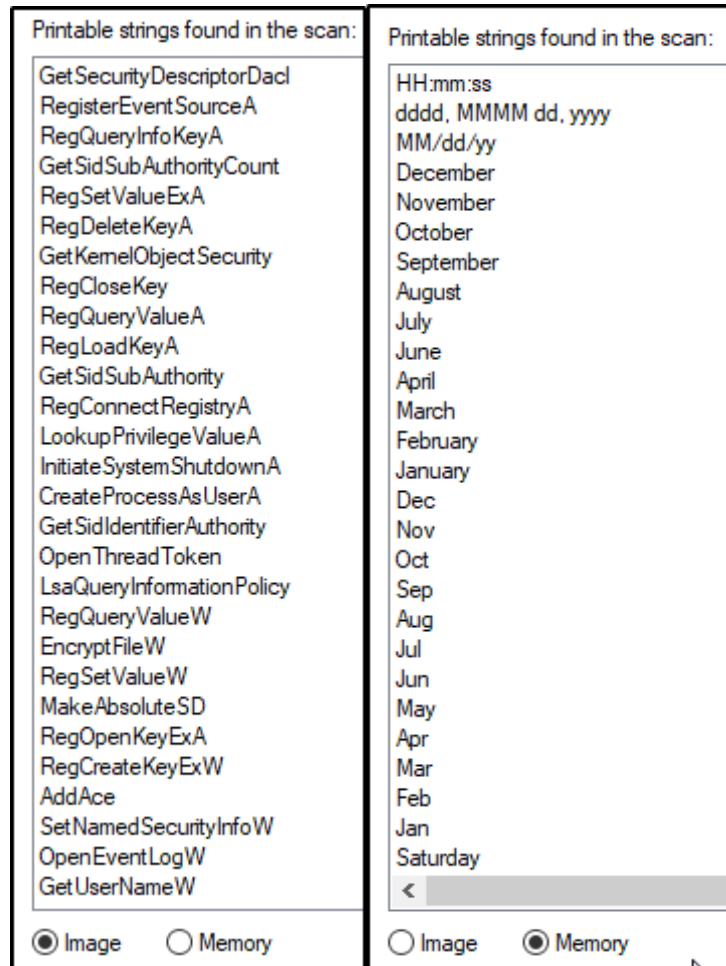 Printable strings found in the scan:
GetSecurityDescriptorDacl
RegisterEventSourceA
RegQueryInfoKeyA
GetSidSubAuthorityCount
RegSetValueExA
RegDeleteKeyA
GetKernelObjectSecurity
RegCloseKey
RegQueryValueA
RegLoadKeyA
GetSidSubAuthority
RegConnectRegistryA
LookupPrivilegeValueA
InitiateSystemShutdownA
CreateProcessAsUserA
GetSidIdentifierAuthority
OpenThreadToken
LsaQueryInformationPolicy
RegQueryValueW
EncryptFileW
RegSetValueW
MakeAbsoluteSD
RegOpenKeyExA
RegCreateKeyExW
AddAce
SetNamedSecurityInfoW
OpenEventLogW
GetUserNameW
Image Memory
Printable strings found in the scan:
HH:mm:ss
dddd, MMMM dd, yyyy
MM/dd/yy
December
November
October
September
August
July
June
April
March
February
January
Dec
Nov
Oct
Sep
Aug
Jul
Jun
May
Apr
Mar
Feb
Jan
Saturday
Image Memory